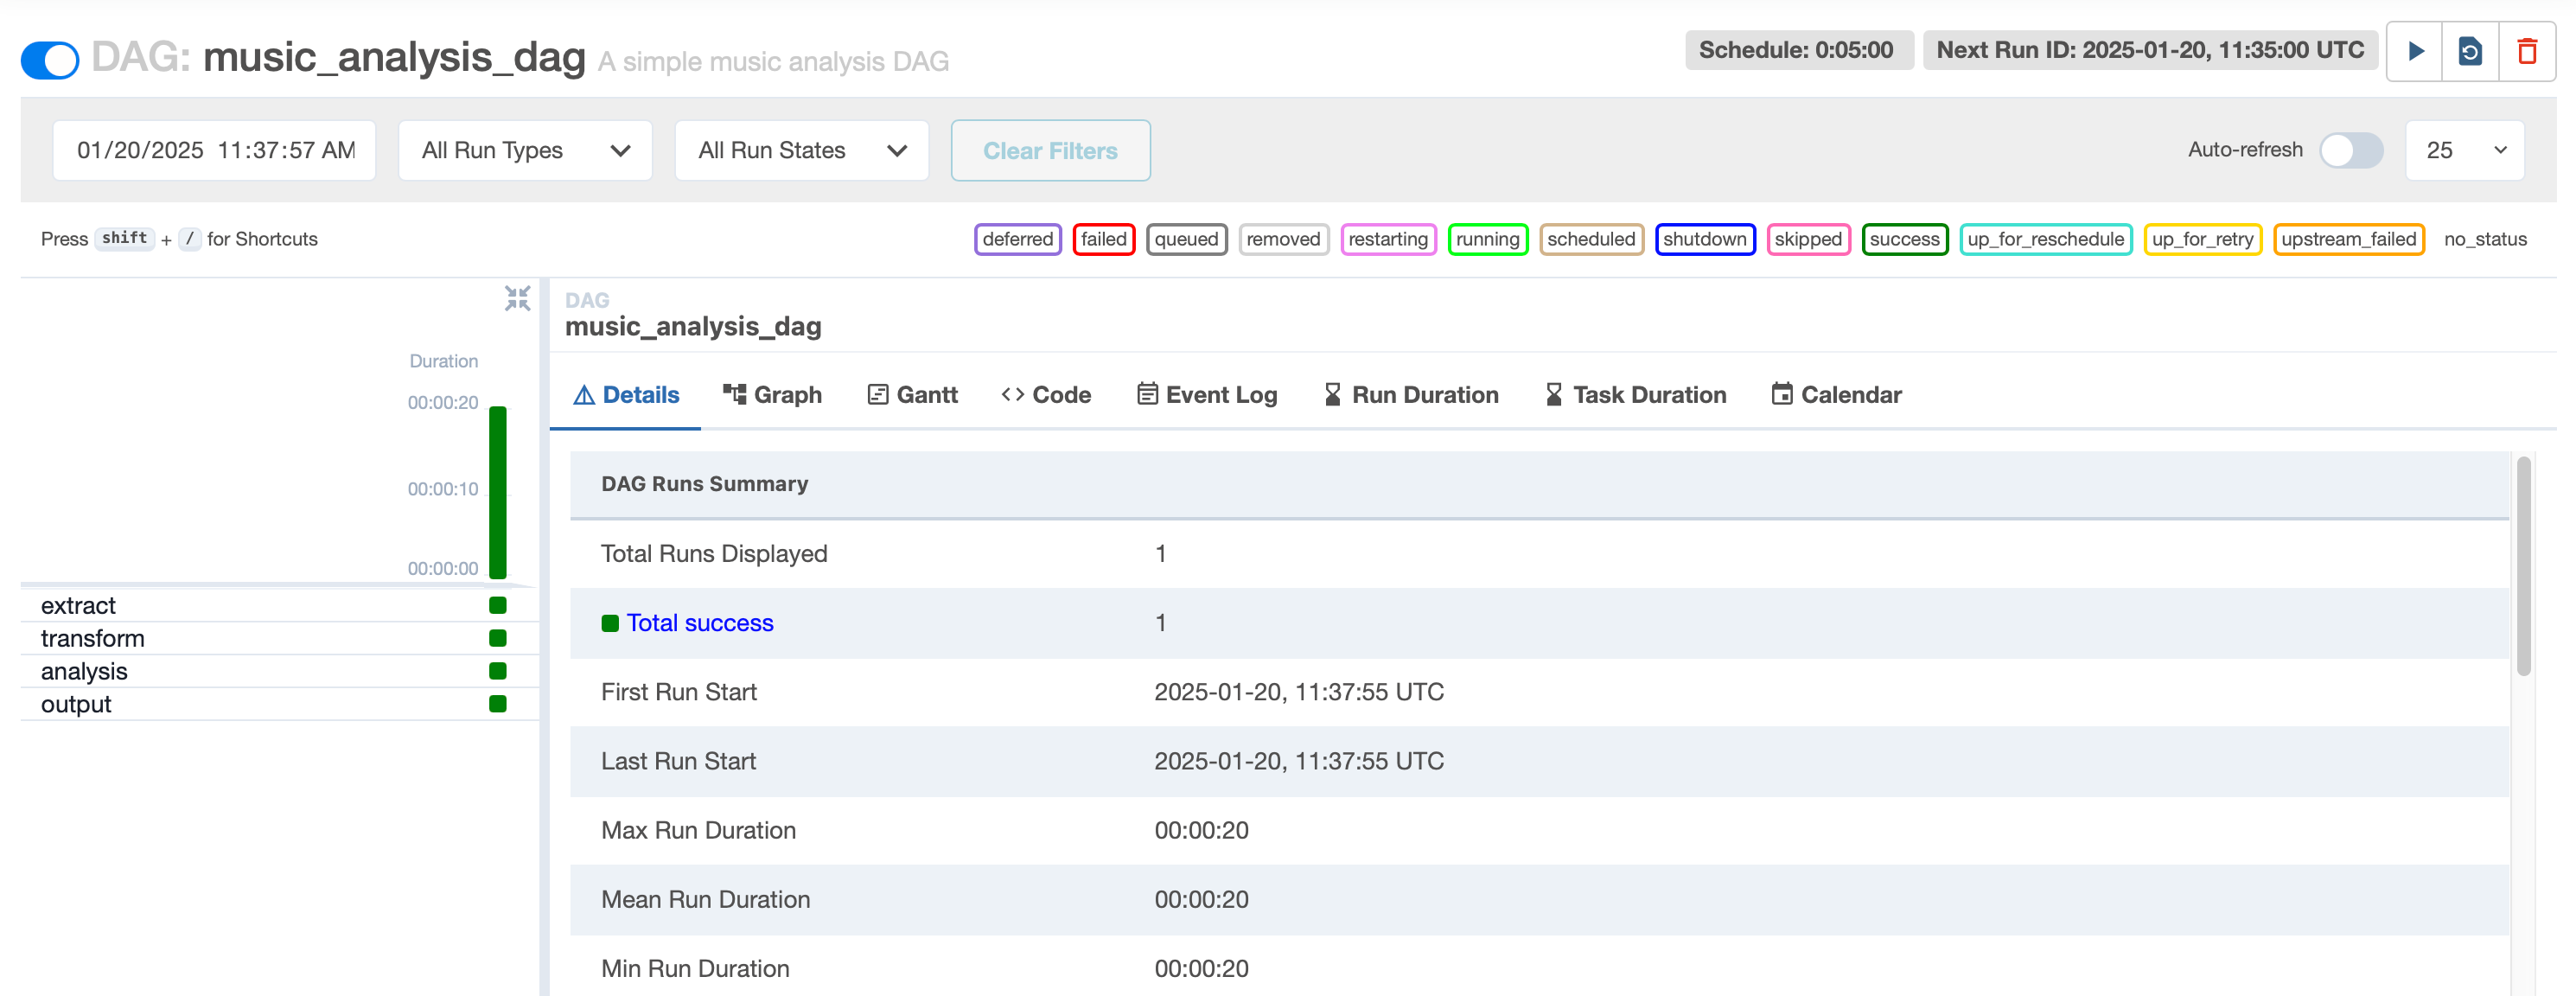 DAG: music_analysis_dag A simple music analysis DAG
Schedule: 0:05:00 Next Run ID: 2025-01-20, 11:35:00 UTC
01/20/2025 11:37:57 AM All Run Types All Run States Clear Filters Auto-refresh 25
Press shift + / for Shortcuts
deferred failed queued removed restarting running scheduled shutdown skipped success up_for_reschedule up_for_retry upstream_failed no_status
Duration
00:00:20
00:00:10
00:00:00
extract
transform
analysis
output
DAG
music_analysis_dag
Details Graph Gantt <> Code Event Log Run Duration Task Duration Calendar
DAG Runs Summary
Total Runs Displayed 1
Total success 1
First Run Start 2025-01-20, 11:37:55 UTC
Last Run Start 2025-01-20, 11:37:55 UTC
Max Run Duration 00:00:20
Mean Run Duration 00:00:20
Min Run Duration 00:00:20